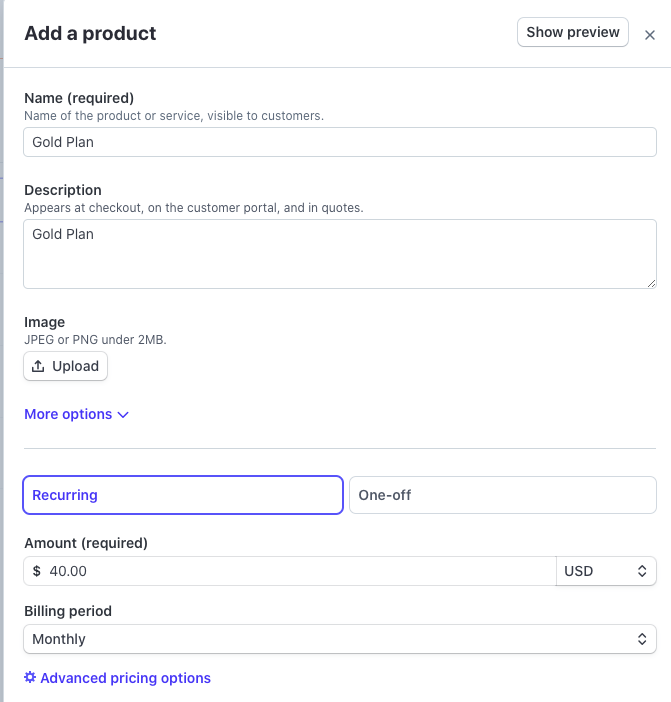 Add a product
Show preview
Name (required)
Name of the product or service, visible to customers.
Gold Plan
Description
Appears at checkout, on the customer portal, and in quotes.
Gold Plan
Image
JPEG or PNG under 2MB.
Upload
More options
Recurring
One-off
Amount (required)
$ 40.00
USD
Billing period
Monthly
Advanced pricing options